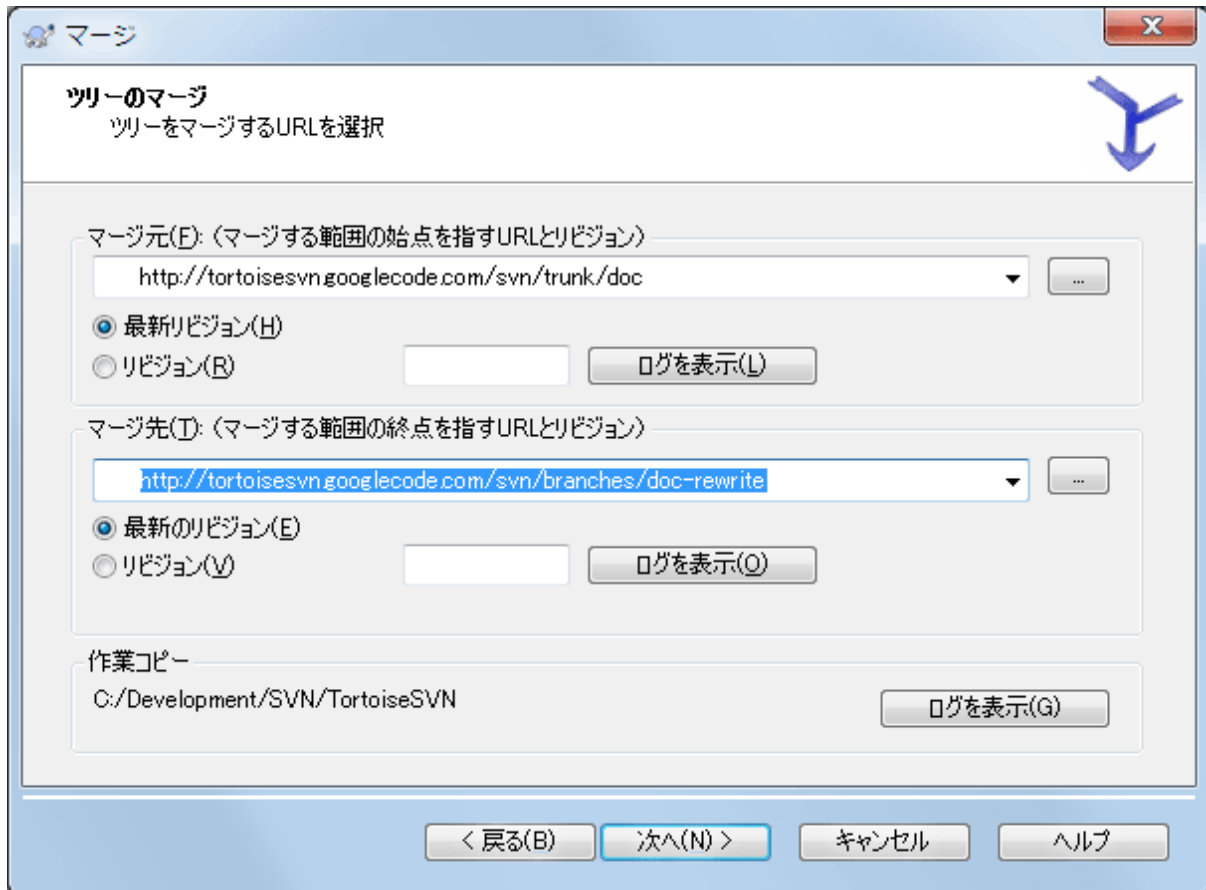 マージ
ツリーのマージ
ツリーをマージするURLを選択
マージ元(F): (マージする範囲の始点を指すURLとリビジョン)
http://tortoisesvn.googlecode.com/svn/trunk/doc
...
最新リビジョン(H)
リビジョン(R)
ログを表示(L)
マージ先(T): (マージする範囲の終点を指すURLとリビジョン)
http://tortoisesvn.googlecode.com/svn/branches/doc-rewrite
...
最新のリビジョン(E)
リビジョン(V)
ログを表示(O)
作業コピー
C:/Development/SVN/TortoiseSVN
ログを表示(G)
< 戻る(B) 次へ(N) > キャンセル ヘルプ